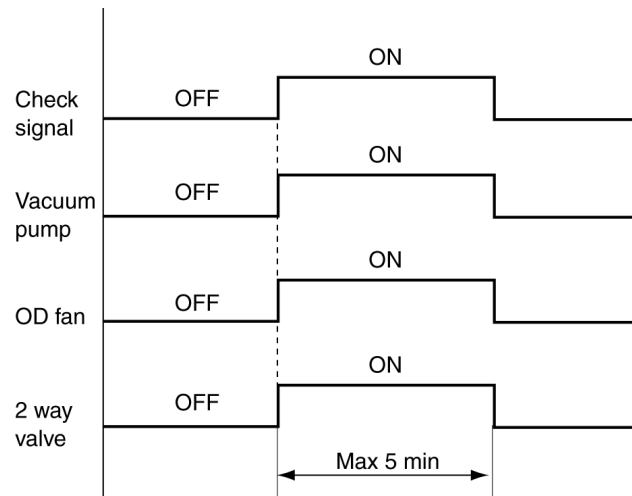 ON
Check
signal
OFF
ON
Vacuum
pump
OFF
ON
OD fan
OFF
ON
2 way
valve
OFF
Max 5 min